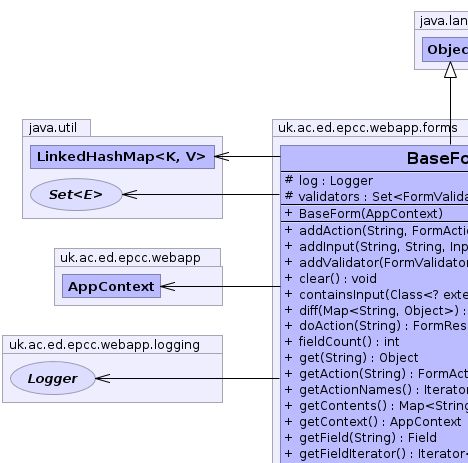 java.lan
Objec
java.util
LinkedHashMap<K, V>
Set<E>
uk.ac.ed.epcc.webapp
AppContext
uk.ac.ed.epcc.webapp.logging
Logger
uk.ac.ed.epcc.webapp.forms
BaseFo
# log : Logger
# validators : Set<FormValida
+ BaseForm(AppContext)
+ addAction(String, FormActio
+ addInput(String, String, Inp
+ addValidator(FormValidator
+ clear() : void
+ containsInput(Class<? exte
+ diff(Map<String, Object>) :
+ doAction(String) : FormRes
+ fieldCount() : int
+ get(String) : Object
+ getAction(String) : FormAct
+ getActionNames() : Iterator
+ getContents() : Map<String
+ getContext() : AppContext
+ getField(String) : Field
+ getFieldIterator() : Iterator<